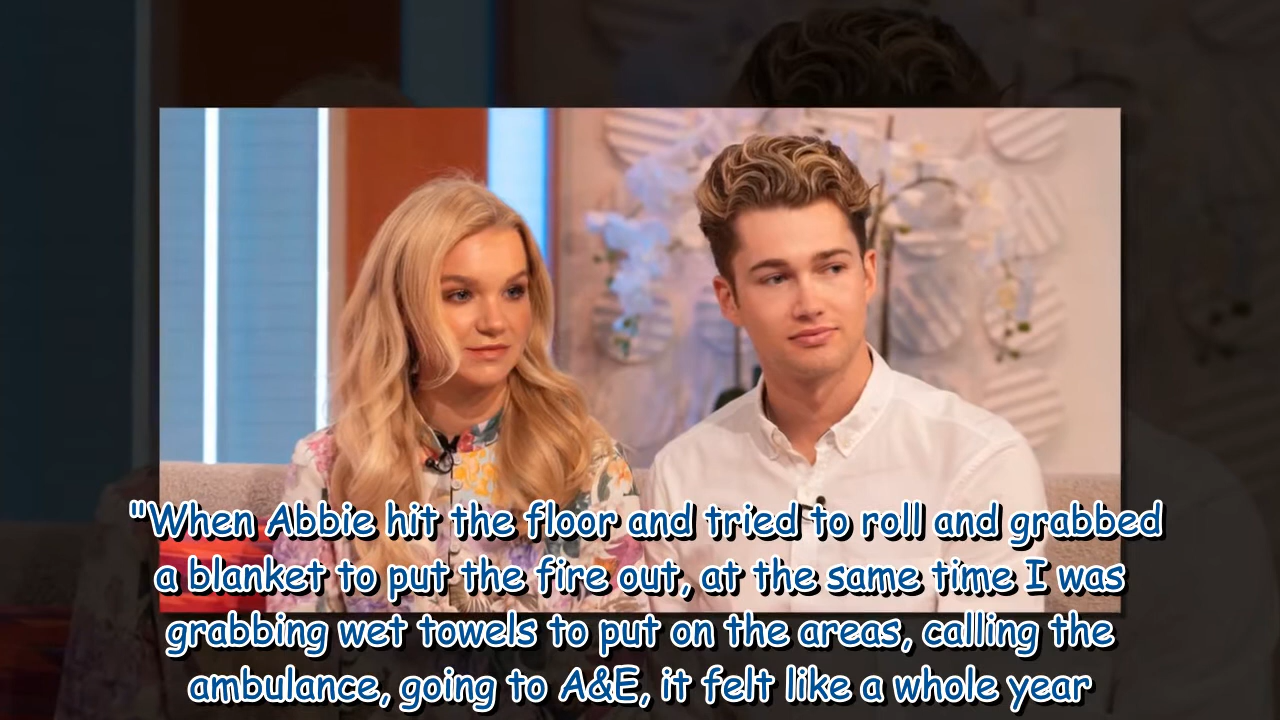 "When Abbie hit the floor and tried to roll and grabbed
a blanket to put the fire out, at the same time I was
grabbing wet towels to put on the areas, calling the
ambulance, going to A&E, it felt like a whole year